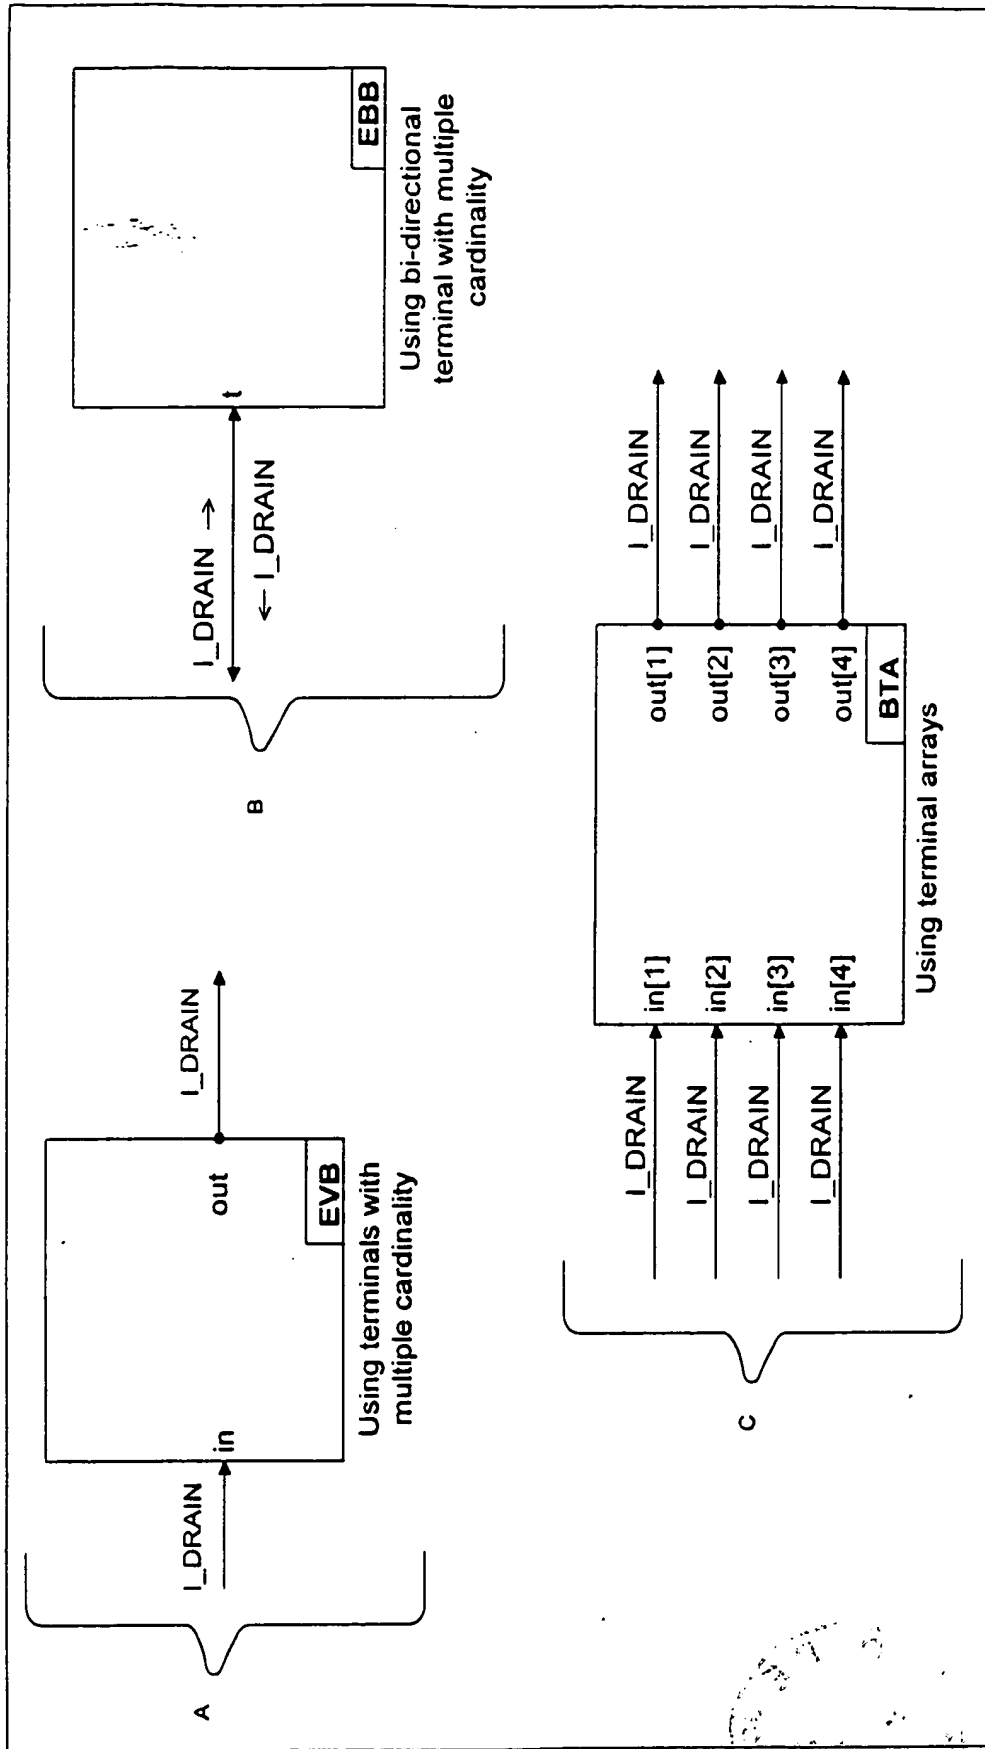 A
I_DRAIN
in
out
I_DRAIN
EVB
Using terminals with
multiple cardinality
B
I_DRAIN →
← I_DRAIN
t
EBB
Using bi-directional
terminal with multiple
cardinality
C
I_DRAIN
I_DRAIN
I_DRAIN
I_DRAIN
in[1]
in[2]
in[3]
in[4]
out[1]
out[2]
out[3]
out[4]
I_DRAIN
I_DRAIN
I_DRAIN
I_DRAIN
BTA
Using terminal arrays